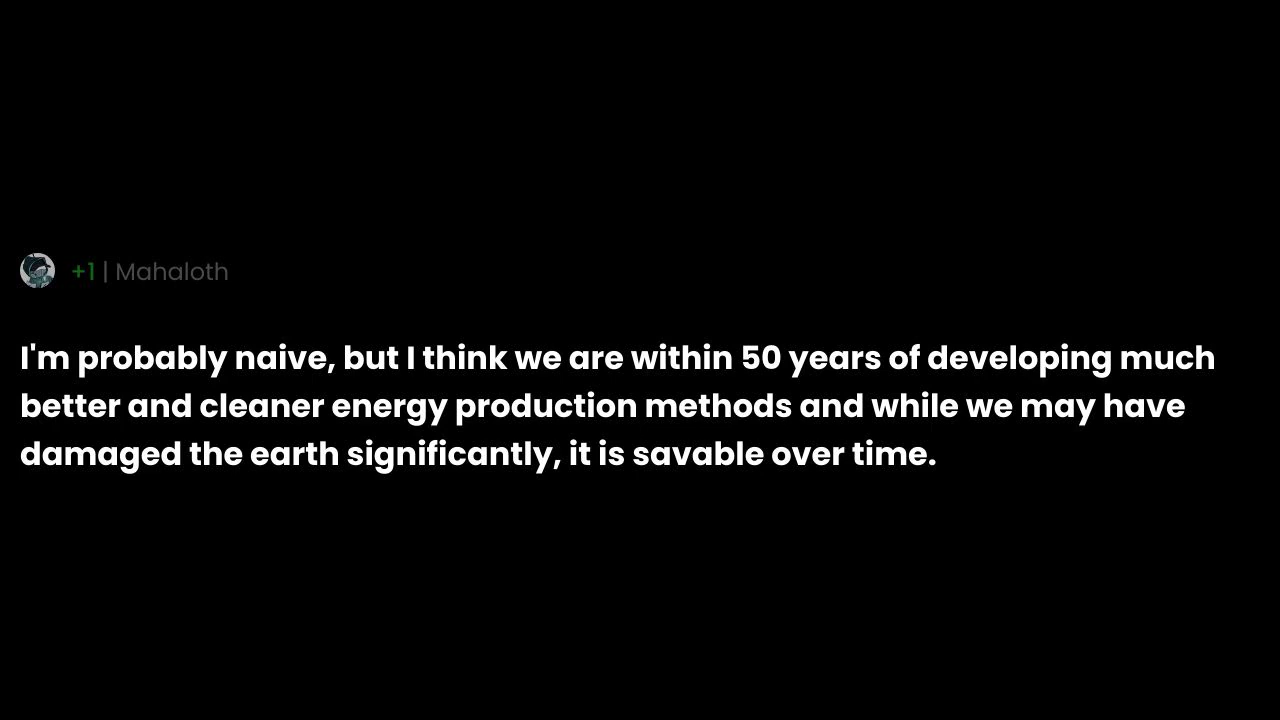 +1 | Mahaloth
I'm probably naive, but I think we are within 50 years of developing much
better and cleaner energy production methods and while we may have
damaged the earth significantly, it is savable over time.